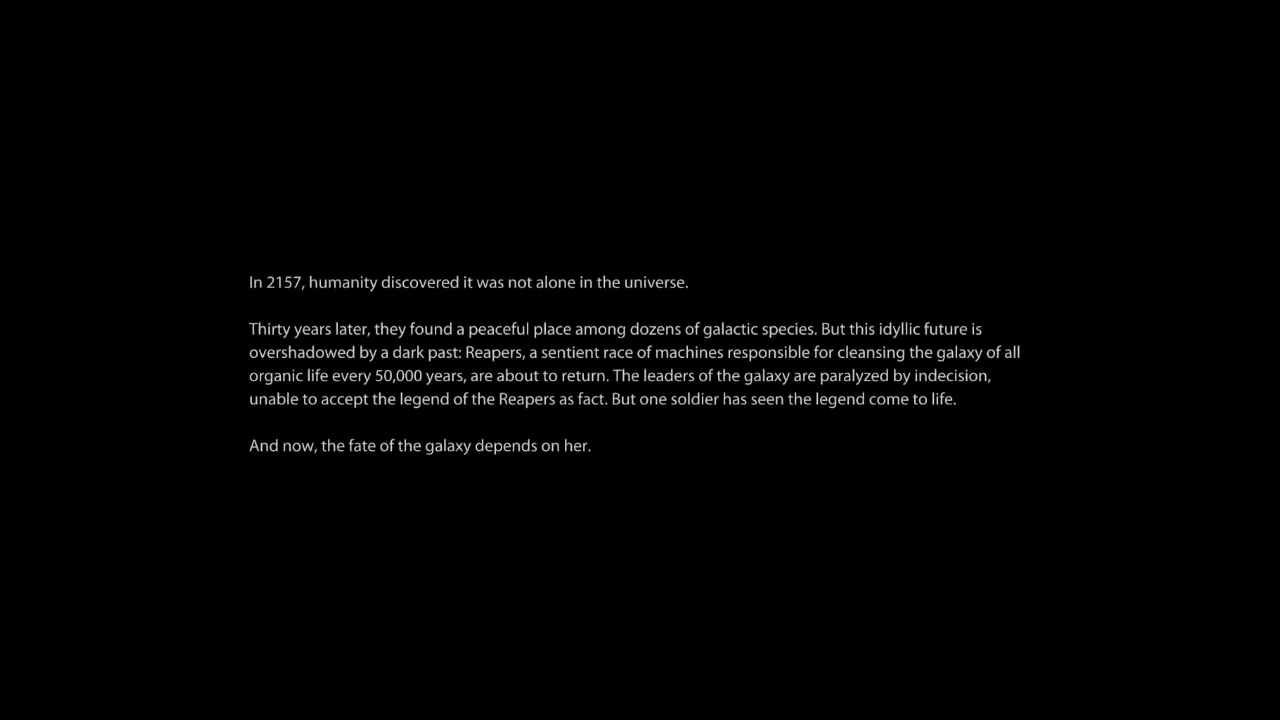 In 2157, humanity discovered it was not alone in the universe.
Thirty years later, they found a peaceful place among dozens of galactic species. But this idyllic future is
overshadowed by a dark past: Reapers, a sentient race of machines responsible for cleansing the galaxy of all
organic life every 50,000 years, are about to return. The leaders of the galaxy are paralyzed by indecision,
unable to accept the legend of the Reapers as fact. But one soldier has seen the legend come to life.
And now, the fate of the galaxy depends on her.